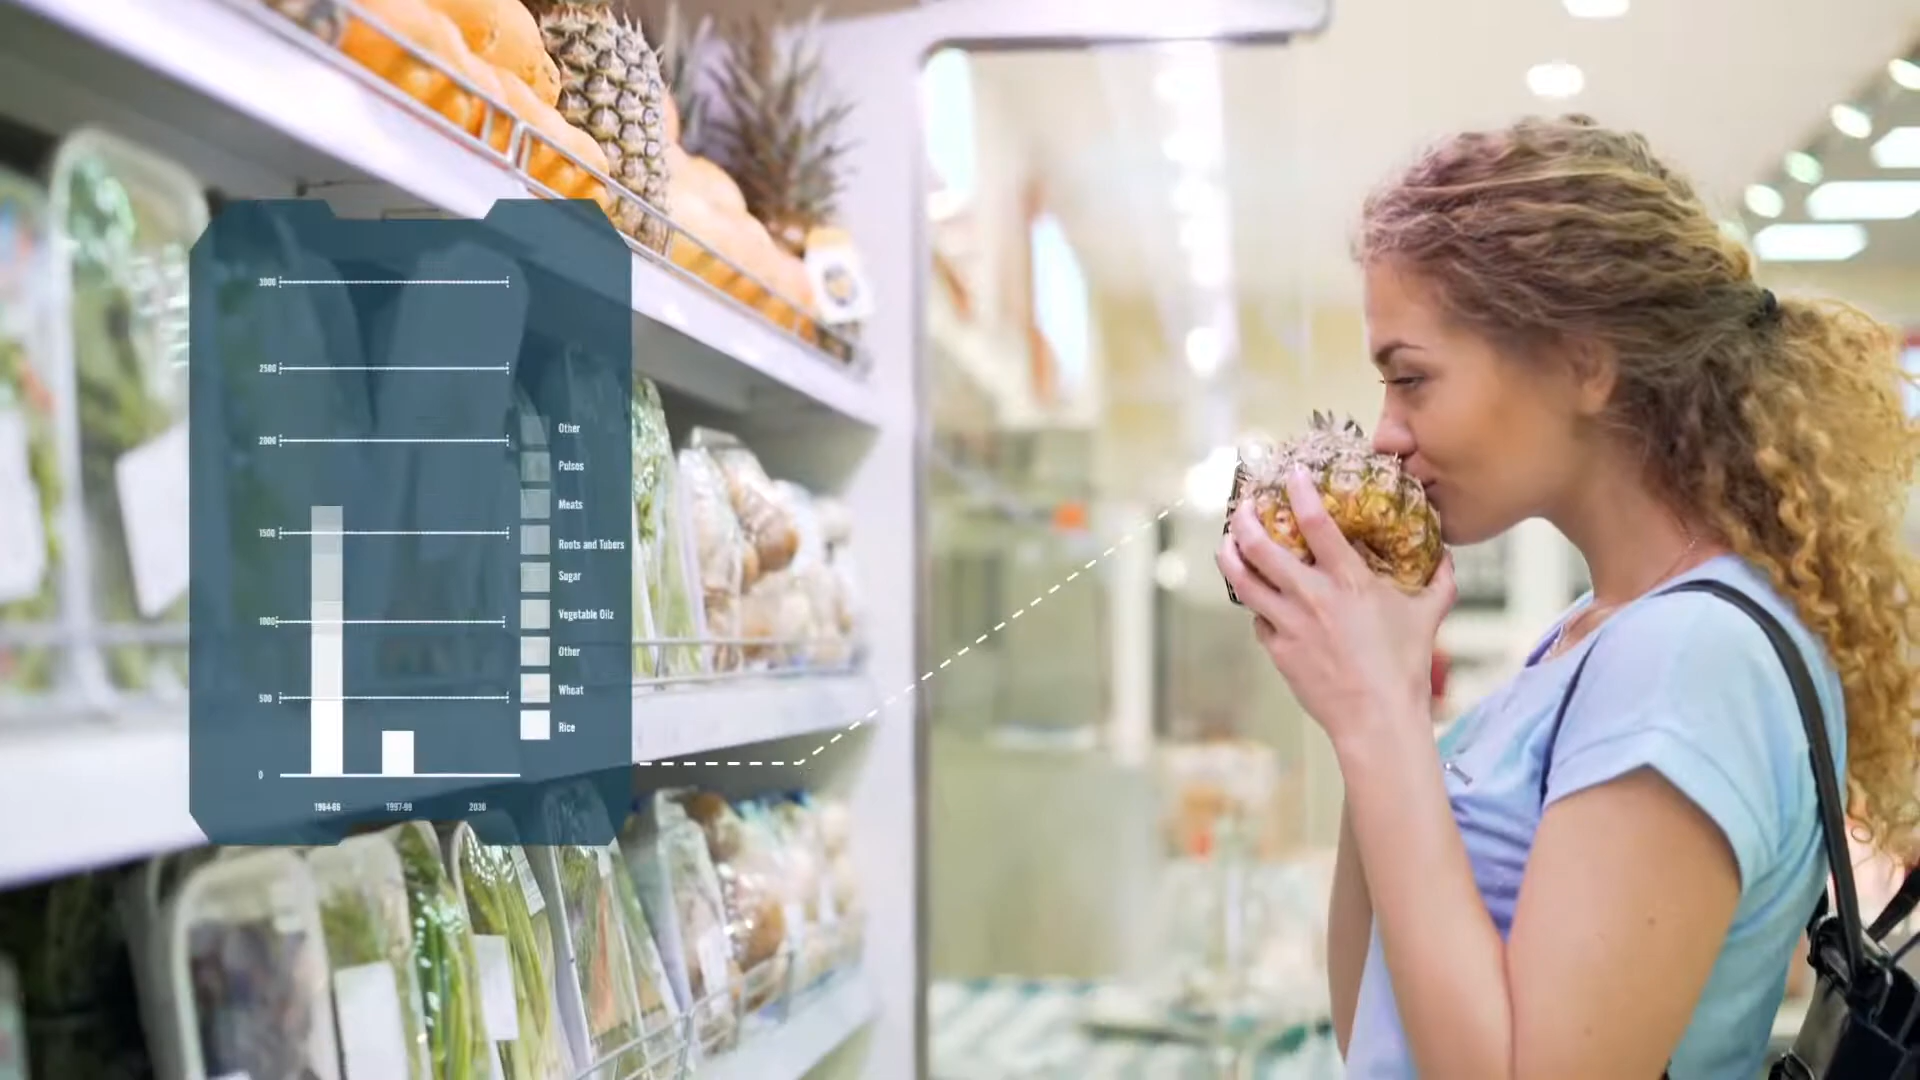 3000
2500
2000
1500
1000
500
0
1964-66
1997-99
2030
Other
Pulses
Meats
Roots and Tubers
Sugar
Vegetable Oilz
Other
Wheat
Rice